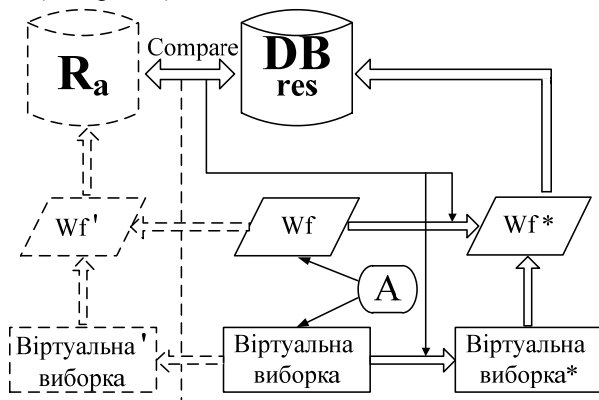 Compare
Ra
DB
res
Wf'
Wf
Wf*
A
Віртуальна'
виборка
Віртуальна
виборка
Віртуальна
виборка*